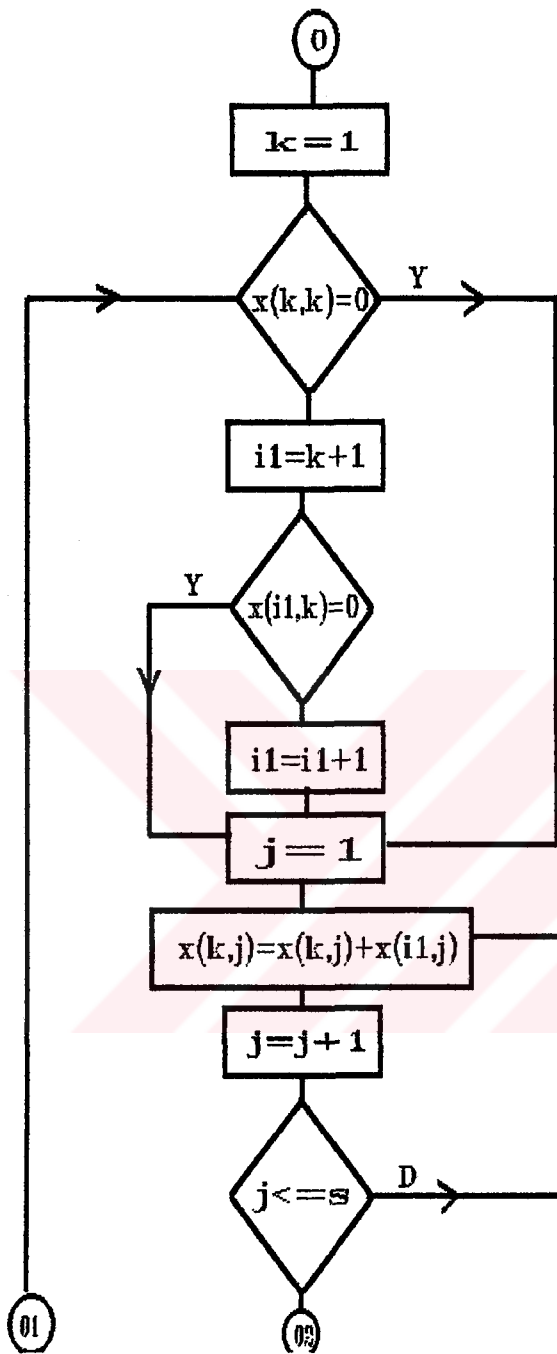 0
k=1
x(k,k)=0
Y
i1=k+1
Y
x(i1,k)=0
i1=i1+1
j=1
x(k,j)=x(k,j)+x(i1,j)
j=j+1
j<=s
D
01